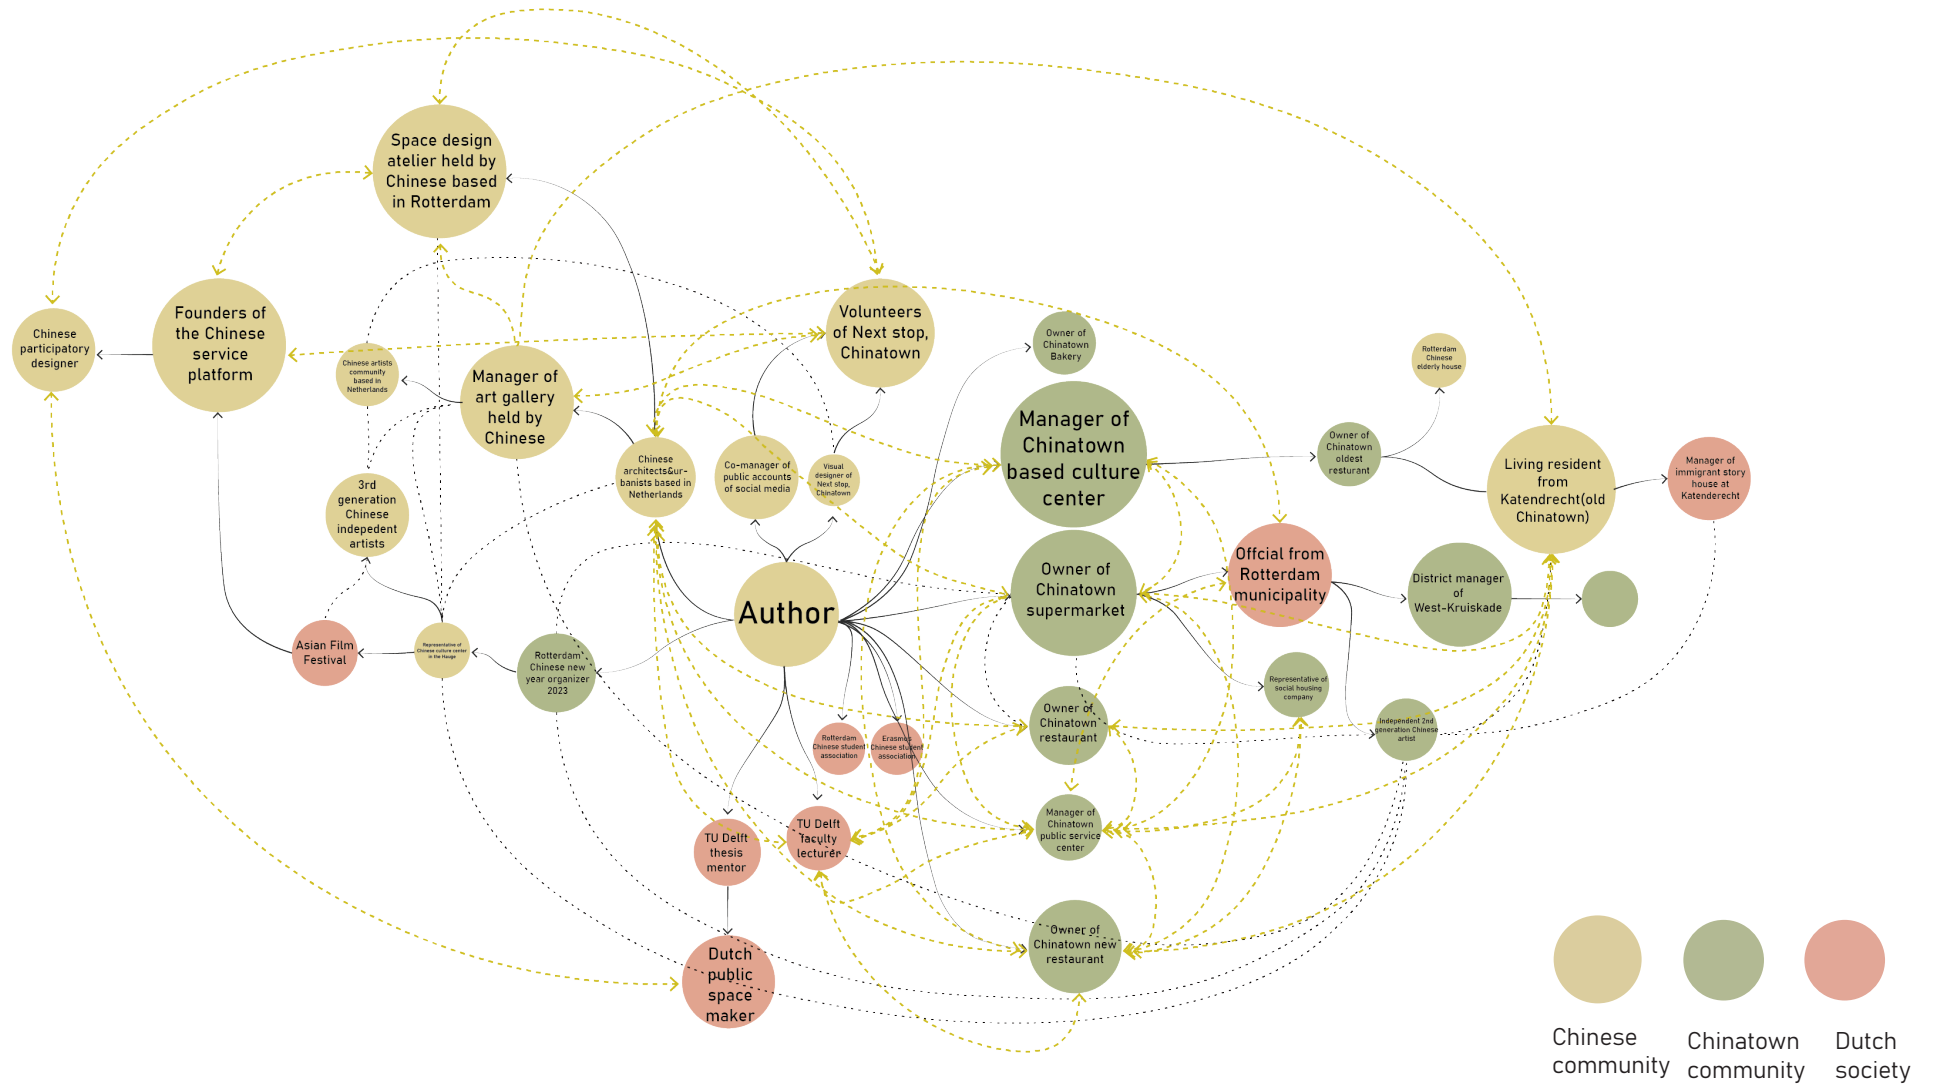 Space design
atelier held by
Chinese based
in Rotterdam
Founders of
the Chinese
service
platform
Chinese
participatory
designer
Chinese artists
community
based in
Netherlands
Manager of
art gallery
held by
Chinese
Volunteers
of Next stop,
Chinatown
Owner of
Chinatown
Bakery
Manager of
Chinatown
based culture
center
Owner of
Chinatown
oldest
resturant
Rotterdam
Chinese
elderly house
Living resident
from
Katendrecht(old
Chinatown)
Manager of
immigrant story
house at
Katenderecht
3rd
generation
Chinese
indepedent
artists
Chinese
architects&ur-
banists based in
Netherlands
Co-manager of
public accounts
of social media
Visual
designer of
Next stop,
Chinatown
Author
Owner of
Chinatown
supermarket
Offcial from
Rotterdam
municipality
District manager
of
West-Kruiskade
Asian Film
Festival
Representative of
Chinese culture center
in the Hauge
Rotterdam
Chinese new
year organizer
2023
Representative of
social housing
company
Independent 2nd
generation Chinese
artist
Rotterdam
Chinese student
association
Erasmus
Chinese student
association
Owner of
Chinatown
restaurant
TU Delft
thesis
mentor
TU Delft
faculty
lecturer
Manager of
Chinatown
public service
center
Dutch
public
space
maker
Owner of
Chinatown new
restaurant
Chinese
community
Chinatown
community
Dutch
society